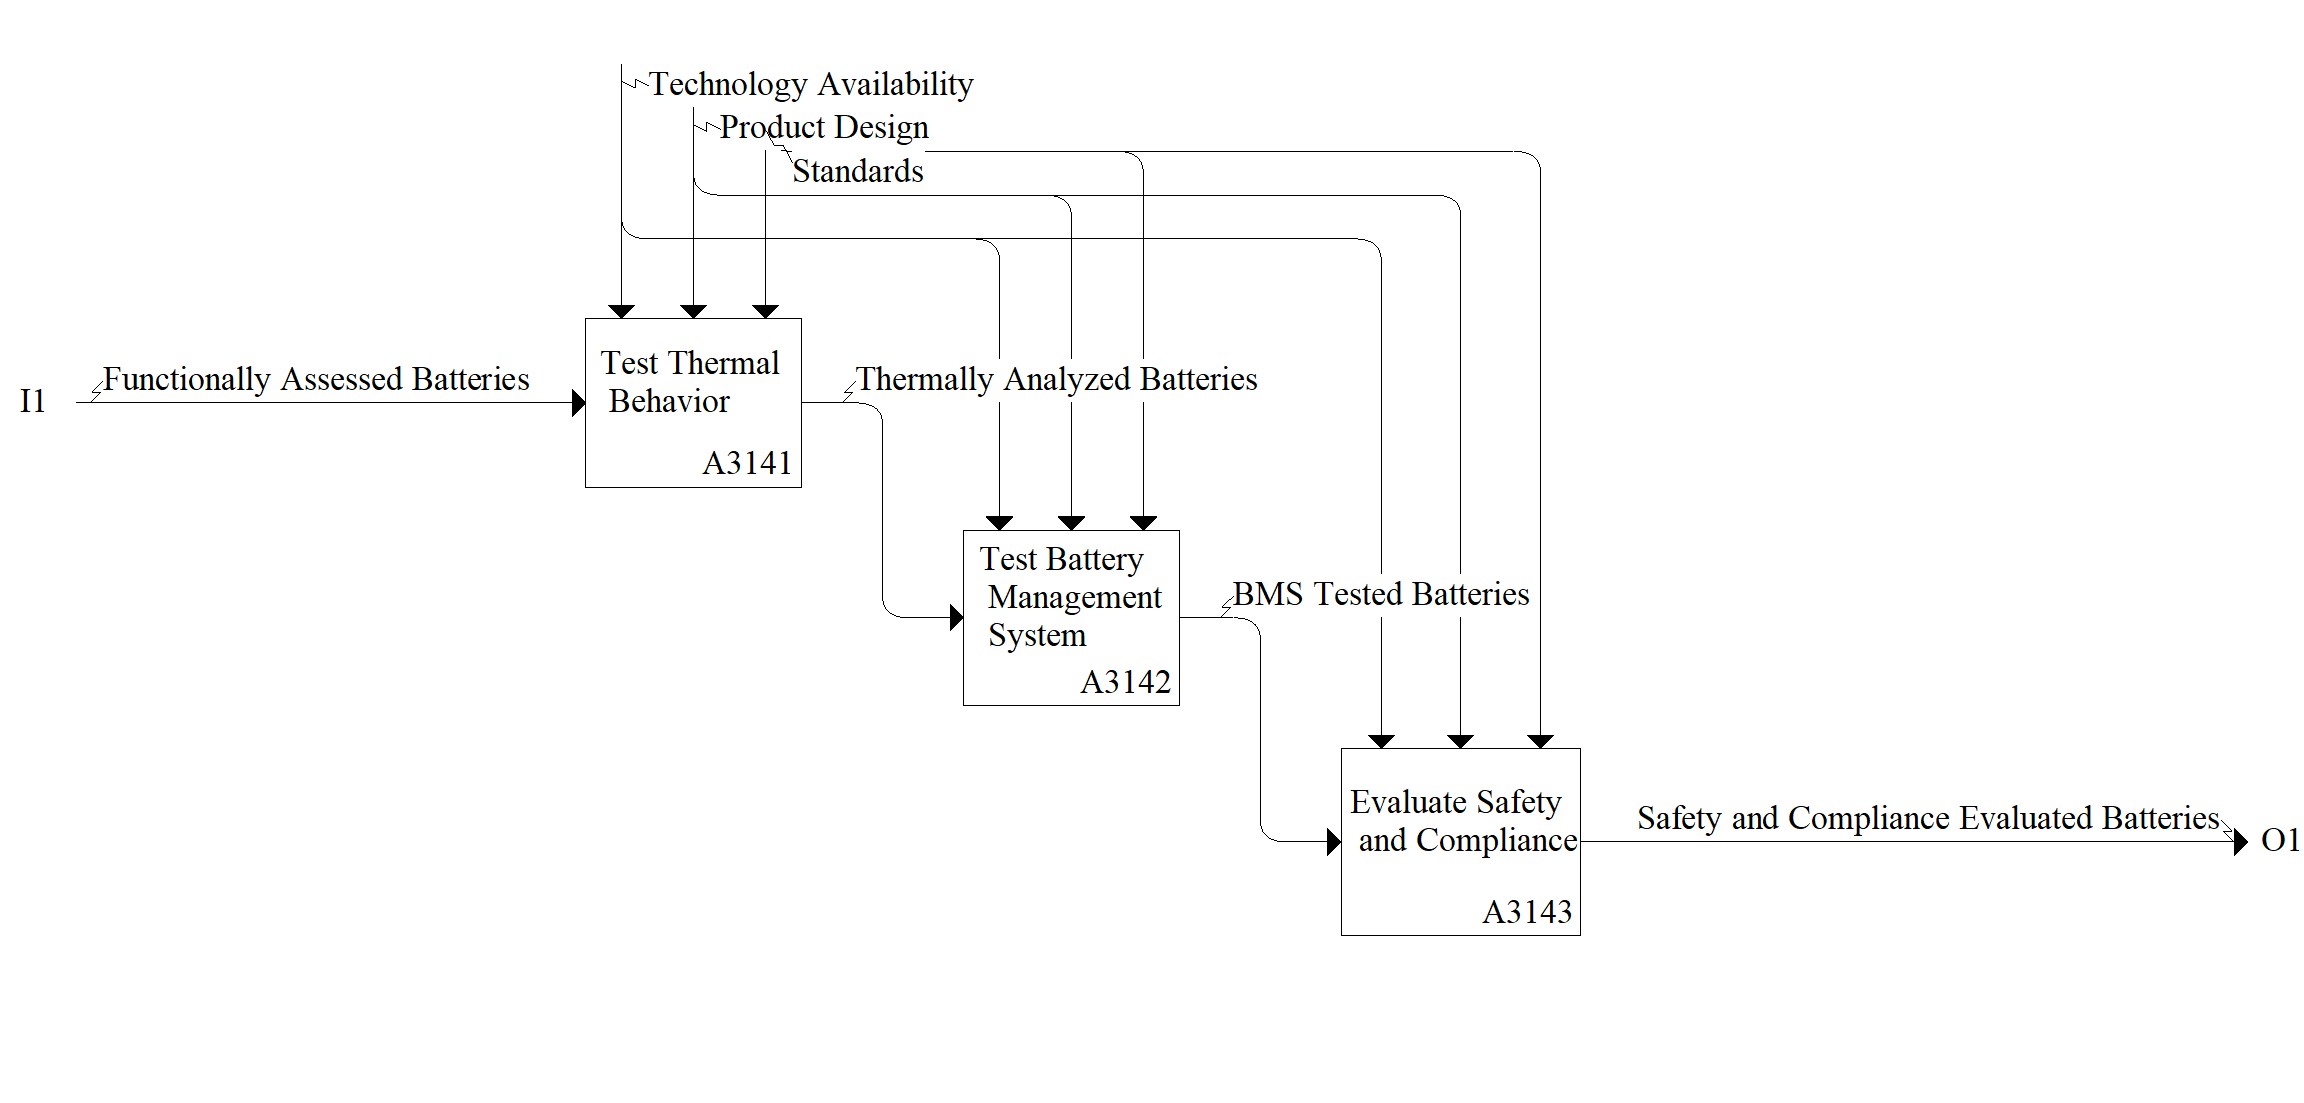 Technology Availability
Product Design
Standards
I1
Functionally Assessed Batteries
Test Thermal
Behavior
A3141
Thermally Analyzed Batteries
Test Battery
Management
System
A3142
BMS Tested Batteries
Evaluate Safety
and Compliance
A3143
Safety and Compliance Evaluated Batteries
O1